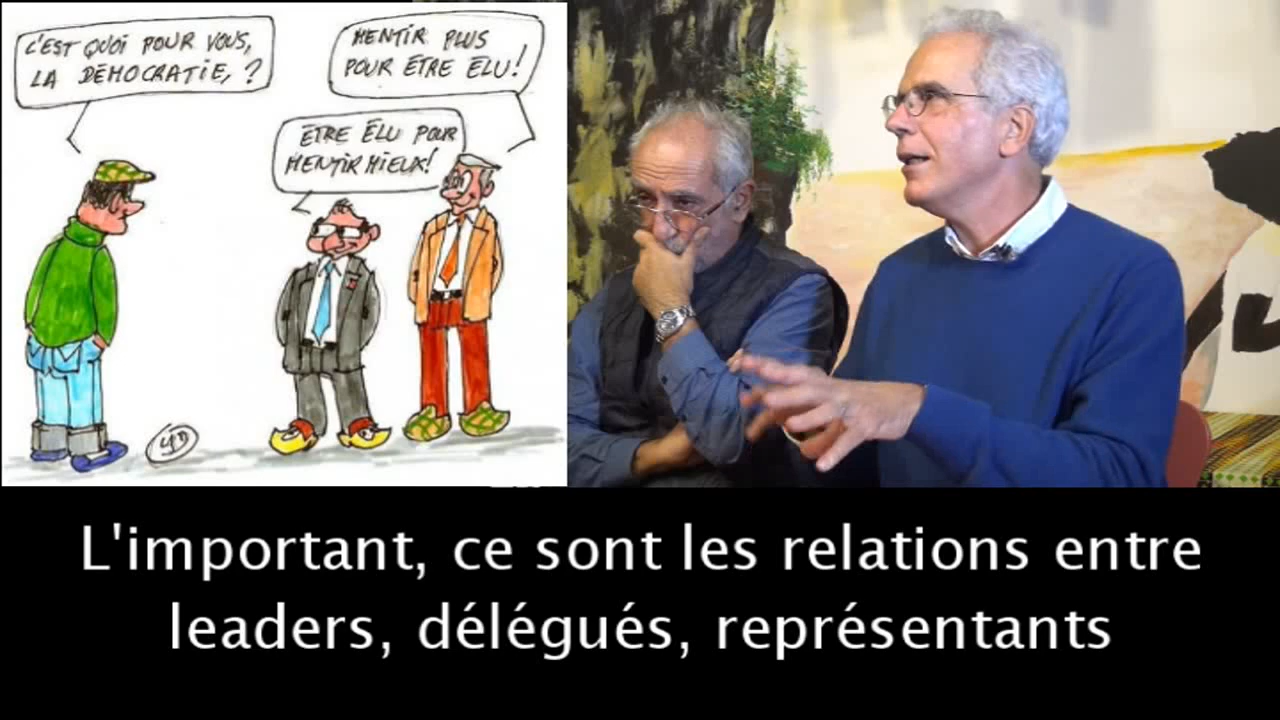 C'EST QUOI POUR VOUS,
LA DÉMOCRATIE, ?
MENTIR PLUS
POUR ÊTRE ÉLU !
ÊTRE ÉLU POUR
MENTIR MIEUX !
L'important, ce sont les relations entre
leaders, délégués, représentants